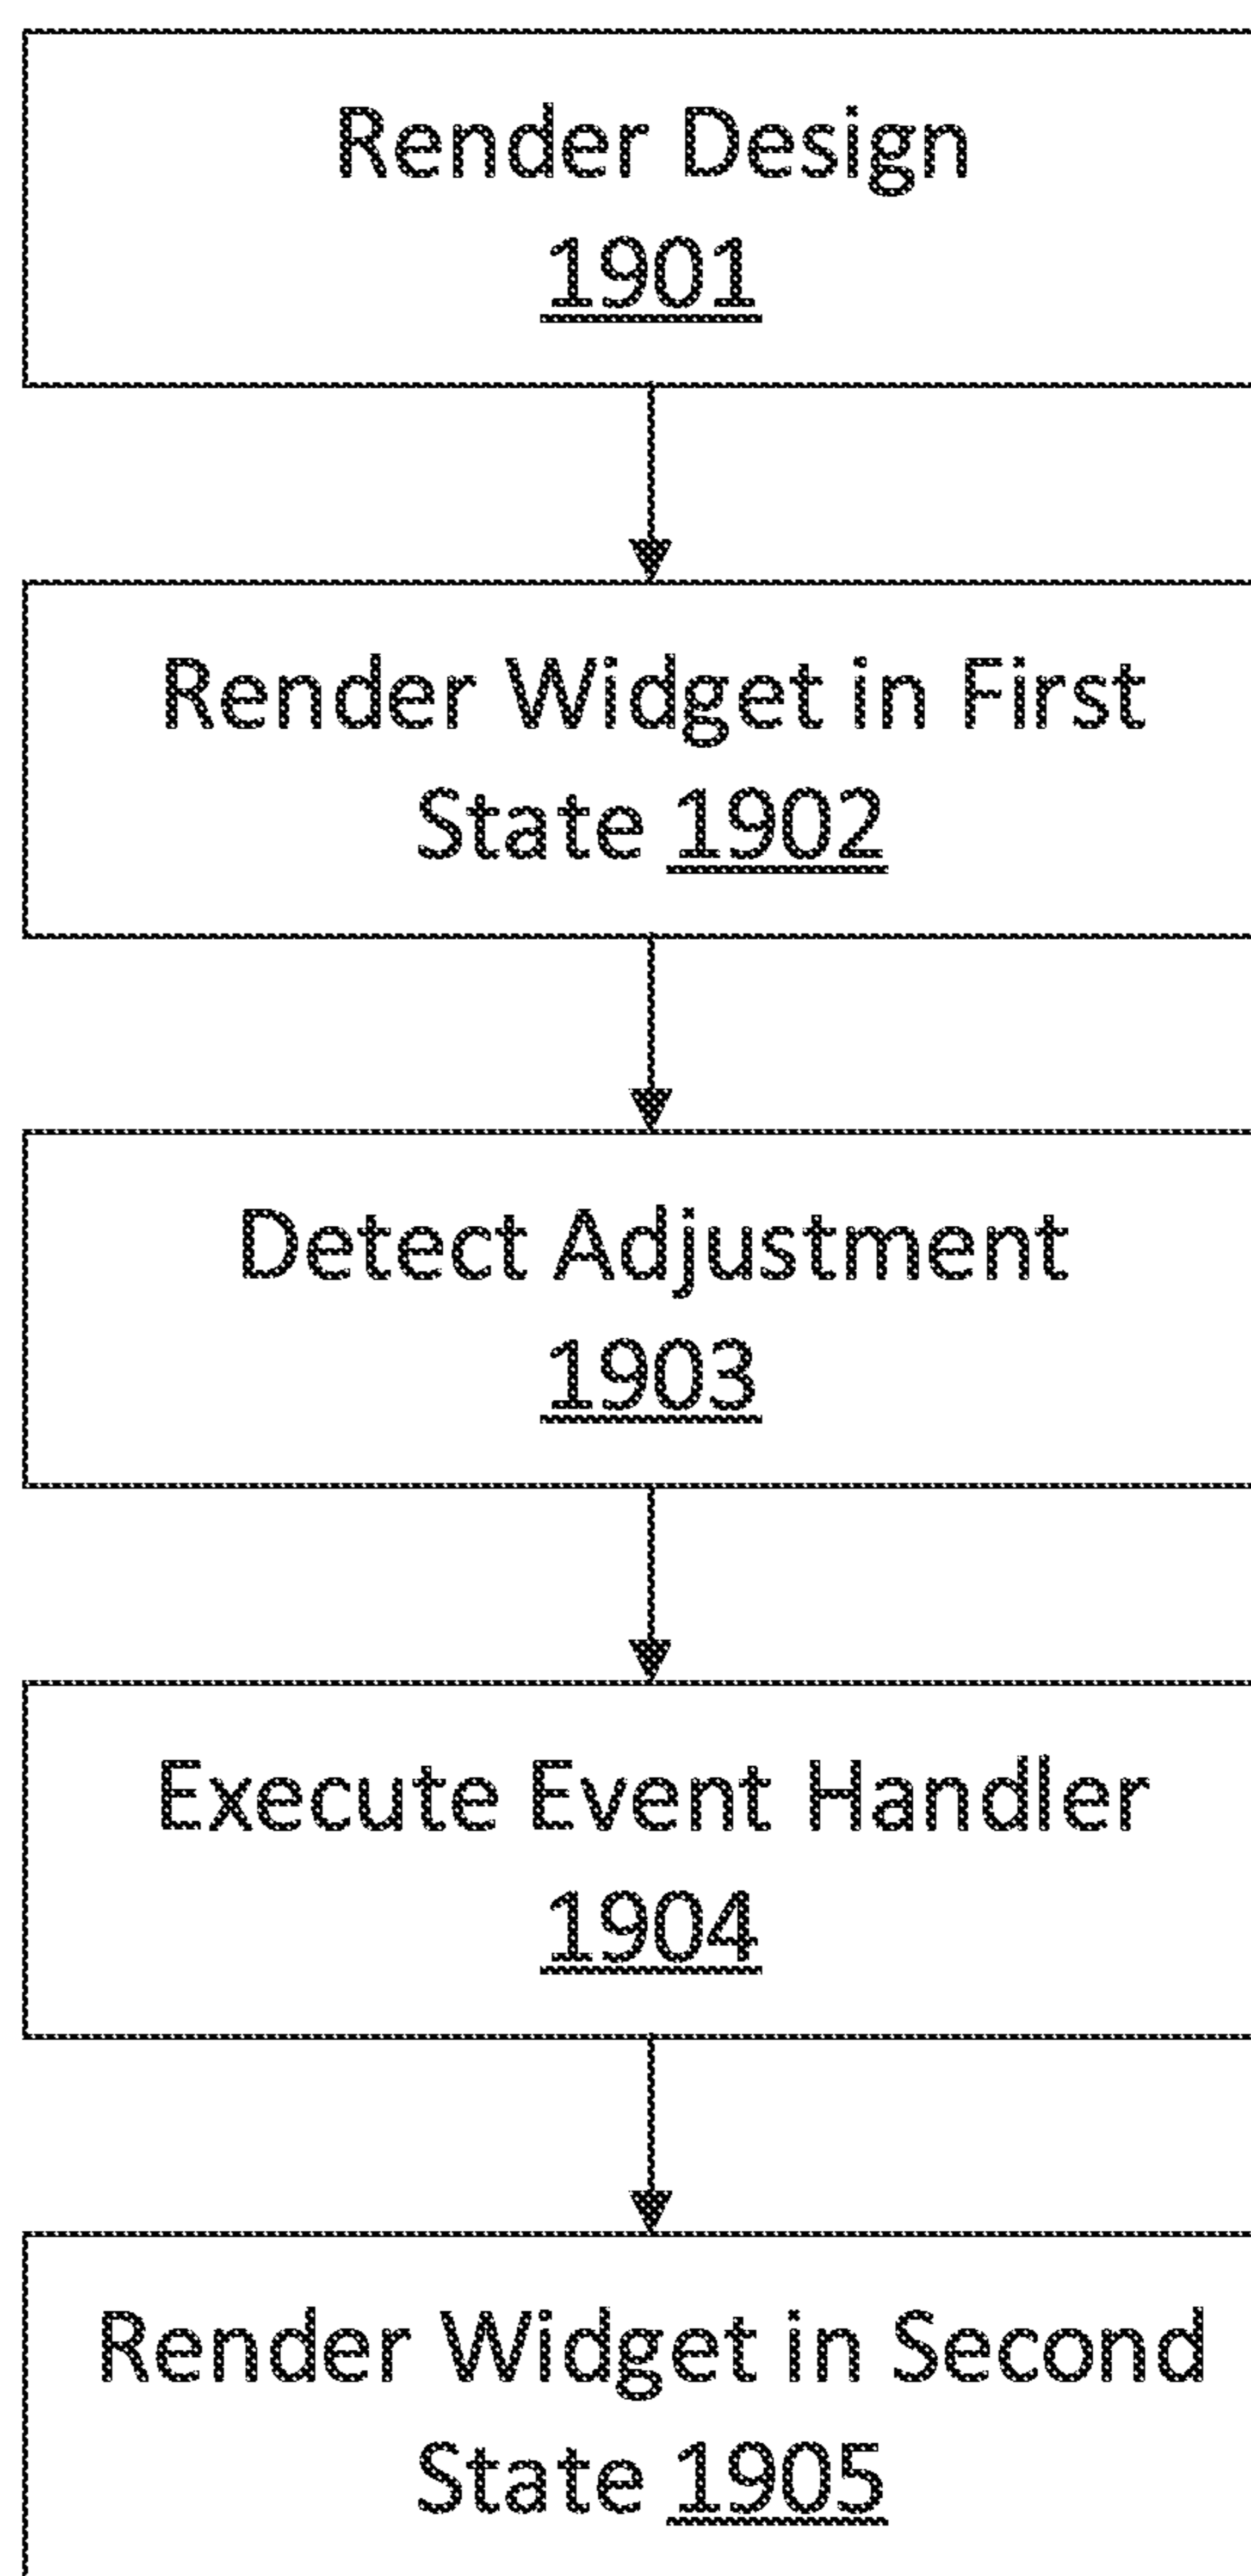 Render Design
1901
Render Widget in First
State 1902
Detect Adjustment
1903
Execute Event Handler
1904
Render Widget in Second
State 1905